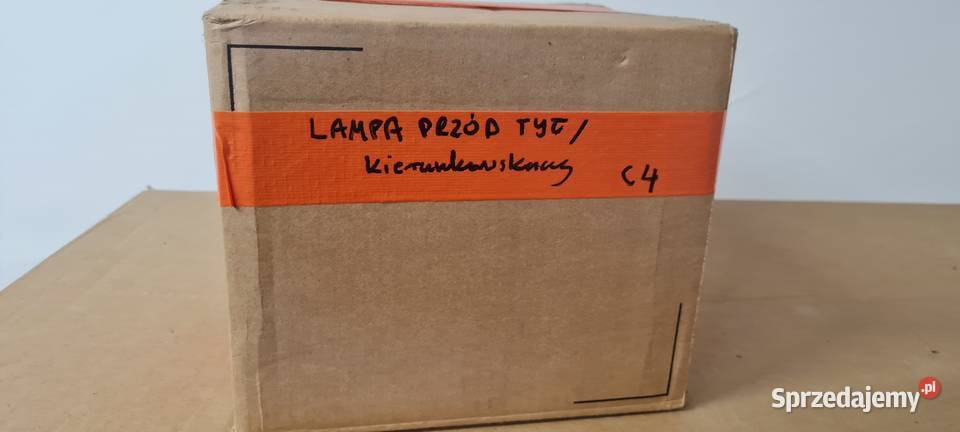 LAMPA PRZÓD TYŁ/
Kierunkowskazy C4
Sprzedajemy.pl